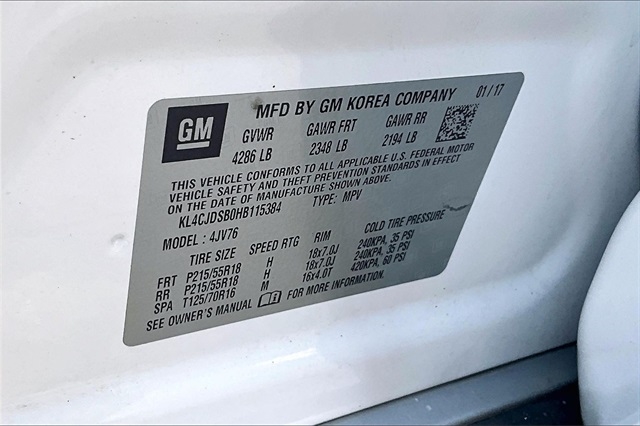 GM
MFD BY GM KOREA COMPANY 01/17
GVWR GAWR FRT GAWR RR
4286 LB 2348 LB 2194 LB
THIS VEHICLE CONFORMS TO ALL APPLICABLE U.S. FEDERAL MOTOR
VEHICLE SAFETY AND THEFT PREVENTION STANDARDS IN EFFECT
ON THE DATE OF MANUFACTURE SHOWN ABOVE.
KL4CJDSB0HB115384 TYPE: MPV
MODEL: 4JV76
TIRE SIZE SPEED RTG RIM COLD TIRE PRESSURE
FRT P215/55R18 H 18x7.0J 240KPA, 35 PSI
RR P215/55R18 H 18x7.0J 240KPA, 35 PSI
SPA T125/70R16 M 16x4.0T 420KPA, 60 PSI
SEE OWNER'S MANUAL FOR MORE INFORMATION.